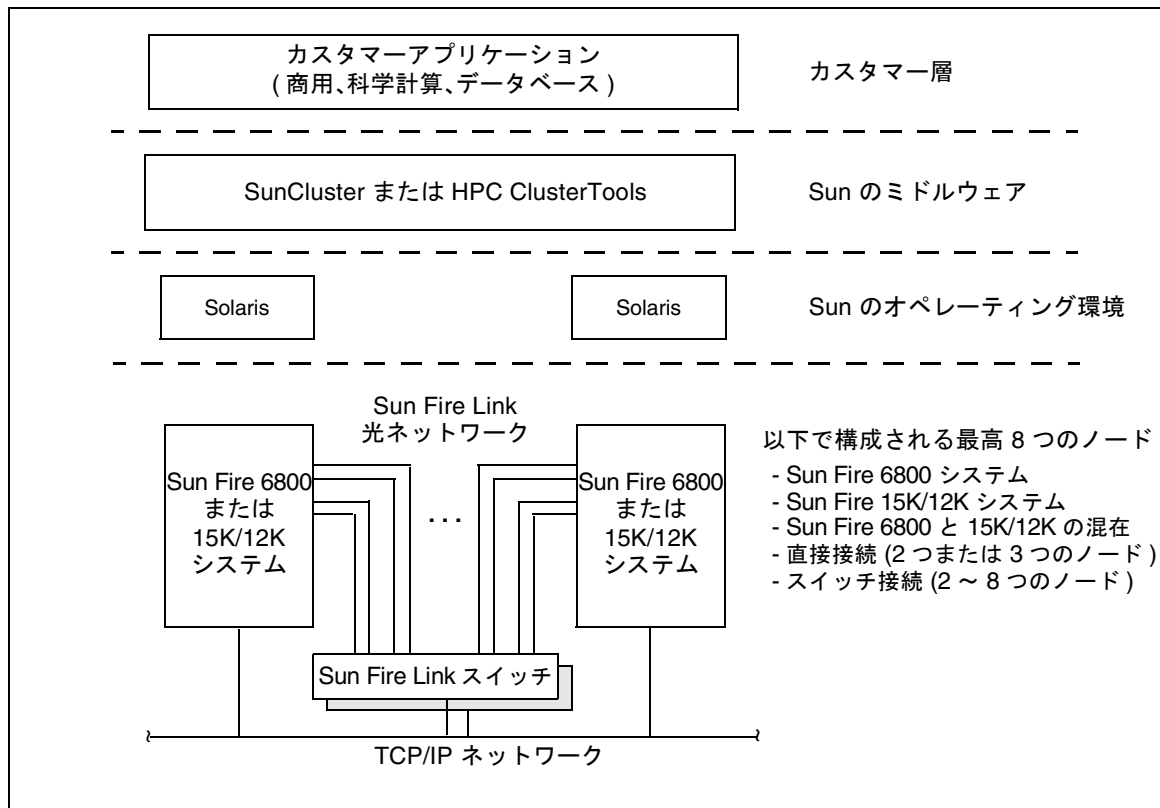 カスタマーアプリケーション
( 商用、科学計算、データベース )
カスタマー層
SunCluster または HPC ClusterTools
Sun のミドルウェア
Solaris
Solaris
Sun のオペレーティング環境
Sun Fire Link
光ネットワーク
Sun Fire 6800
または
15K/12K
システム
. . .
Sun Fire 6800
または
15K/12K
システム
以下で構成される最高 8 つのノード
- Sun Fire 6800 システム
- Sun Fire 15K/12K システム
- Sun Fire 6800 と 15K/12K の混在
- 直接接続 (2 つまたは 3 つのノード )
- スイッチ接続 (2 ～ 8 つのノード )
Sun Fire Link スイッチ
TCP/IP ネットワーク